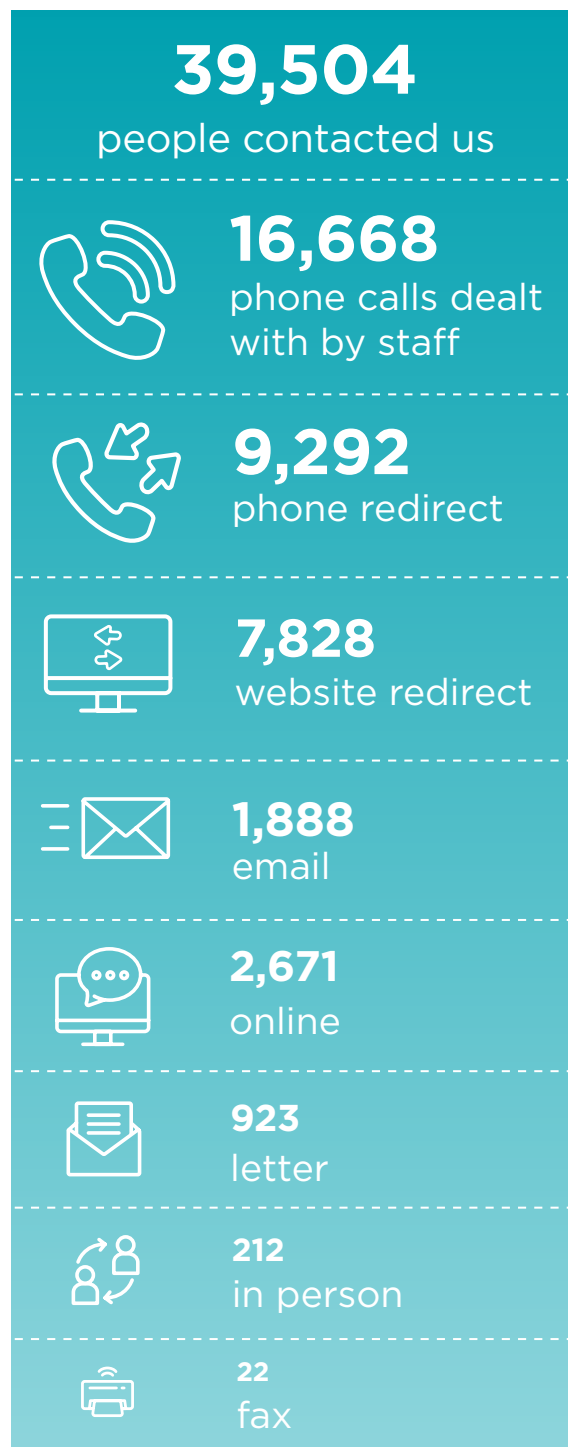 39,504
people contacted us
16,668
phone calls dealt
with by staff
9,292
phone redirect
7,828
website redirect
1,888
email
2,671
online
923
letter
212
in person
22
fax